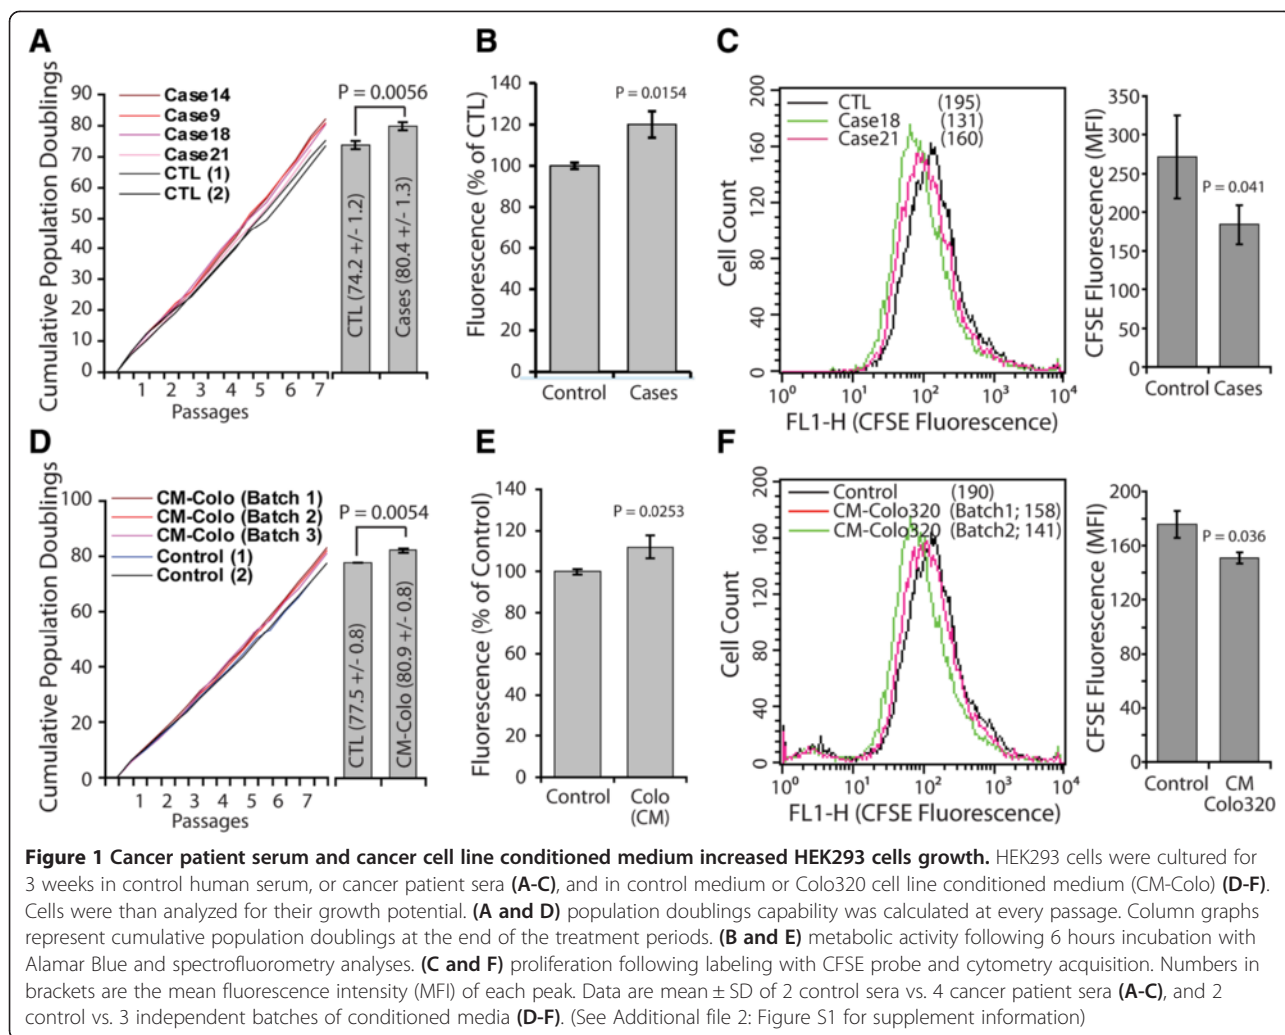 A
Cumulative Population Doublings
90
80
70
60
50
40
30
20
10
0
Case14
Case9
Case18
Case21
CTL (1)
CTL (2)
1 2 3 4 5 6 7
Passages
P = 0.0056
CTL (74.2 +/- 1.2)
Cases (80.4 +/- 1.3)
B
Fluorescence (% of CTL)
140
120
100
80
60
40
20
0
P = 0.0154
Control Cases
C
Cell Count
200
160
120
80
40
0
CTL (195)
Case18 (131)
Case21 (160)
10⁰ 10¹ 10² 10³ 10⁴
FL1-H (CFSE Fluorescence)
CFSE Fluorescence (MFI)
350
300
250
200
150
100
50
0
P = 0.041
Control Cases
D
Cumulative Population Doublings
100
80
60
40
20
0
CM-Colo (Batch 1)
CM-Colo (Batch 2)
CM-Colo (Batch 3)
Control (1)
Control (2)
1 2 3 4 5 6 7
Passages
P = 0.0054
CTL (77.5 +/- 0.8)
CM-Colo (80.9 +/- 0.8)
E
Fluorescence (% of Control)
140
120
100
80
60
40
20
0
P = 0.0253
Control Colo
(CM)
F
Cell Count
200
160
120
80
40
0
Control (190)
CM-Colo320 (Batch1; 158)
CM-Colo320 (Batch2; 141)
10⁰ 10¹ 10² 10³ 10⁴
FL1-H (CFSE Fluorescence)
CFSE Fluorescence (MFI)
200
160
120
80
40
0
P = 0.036
Control CM
Colo320
Figure 1 Cancer patient serum and cancer cell line conditioned medium increased HEK293 cells growth. HEK293 cells were cultured for
3 weeks in control human serum, or cancer patient sera (A-C), and in control medium or Colo320 cell line conditioned medium (CM-Colo) (D-F).
Cells were than analyzed for their growth potential. (A and D) population doublings capability was calculated at every passage. Column graphs
represent cumulative population doublings at the end of the treatment periods. (B and E) metabolic activity following 6 hours incubation with
Alamar Blue and spectrofluorometry analyses. (C and F) proliferation following labeling with CFSE probe and cytometry acquisition. Numbers in
brackets are the mean fluorescence intensity (MFI) of each peak. Data are mean ± SD of 2 control sera vs. 4 cancer patient sera (A-C), and 2
control vs. 3 independent batches of conditioned media (D-F). (See Additional file 2: Figure S1 for supplement information)